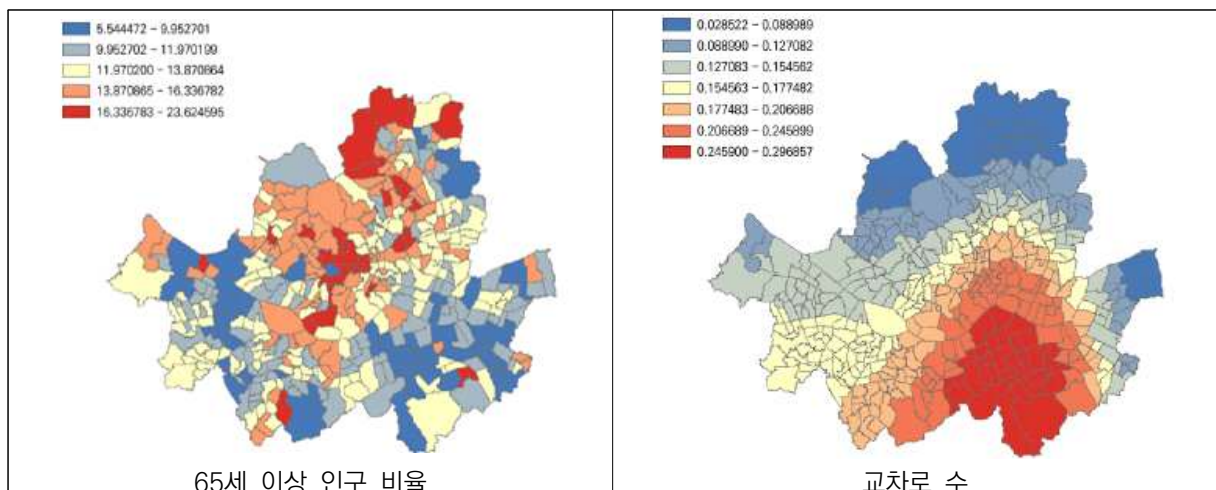 5.544472 - 9.952701
9.952702 - 11.970199
11.970200 - 13.870864
13.870865 - 16.336782
16.336783 - 23.624595
65세 이상 인구 비율
0.028522 - 0.088989
0.088990 - 0.127082
0.127083 - 0.154562
0.154563 - 0.177482
0.177483 - 0.206688
0.206689 - 0.245899
0.245900 - 0.296857
교차로 수